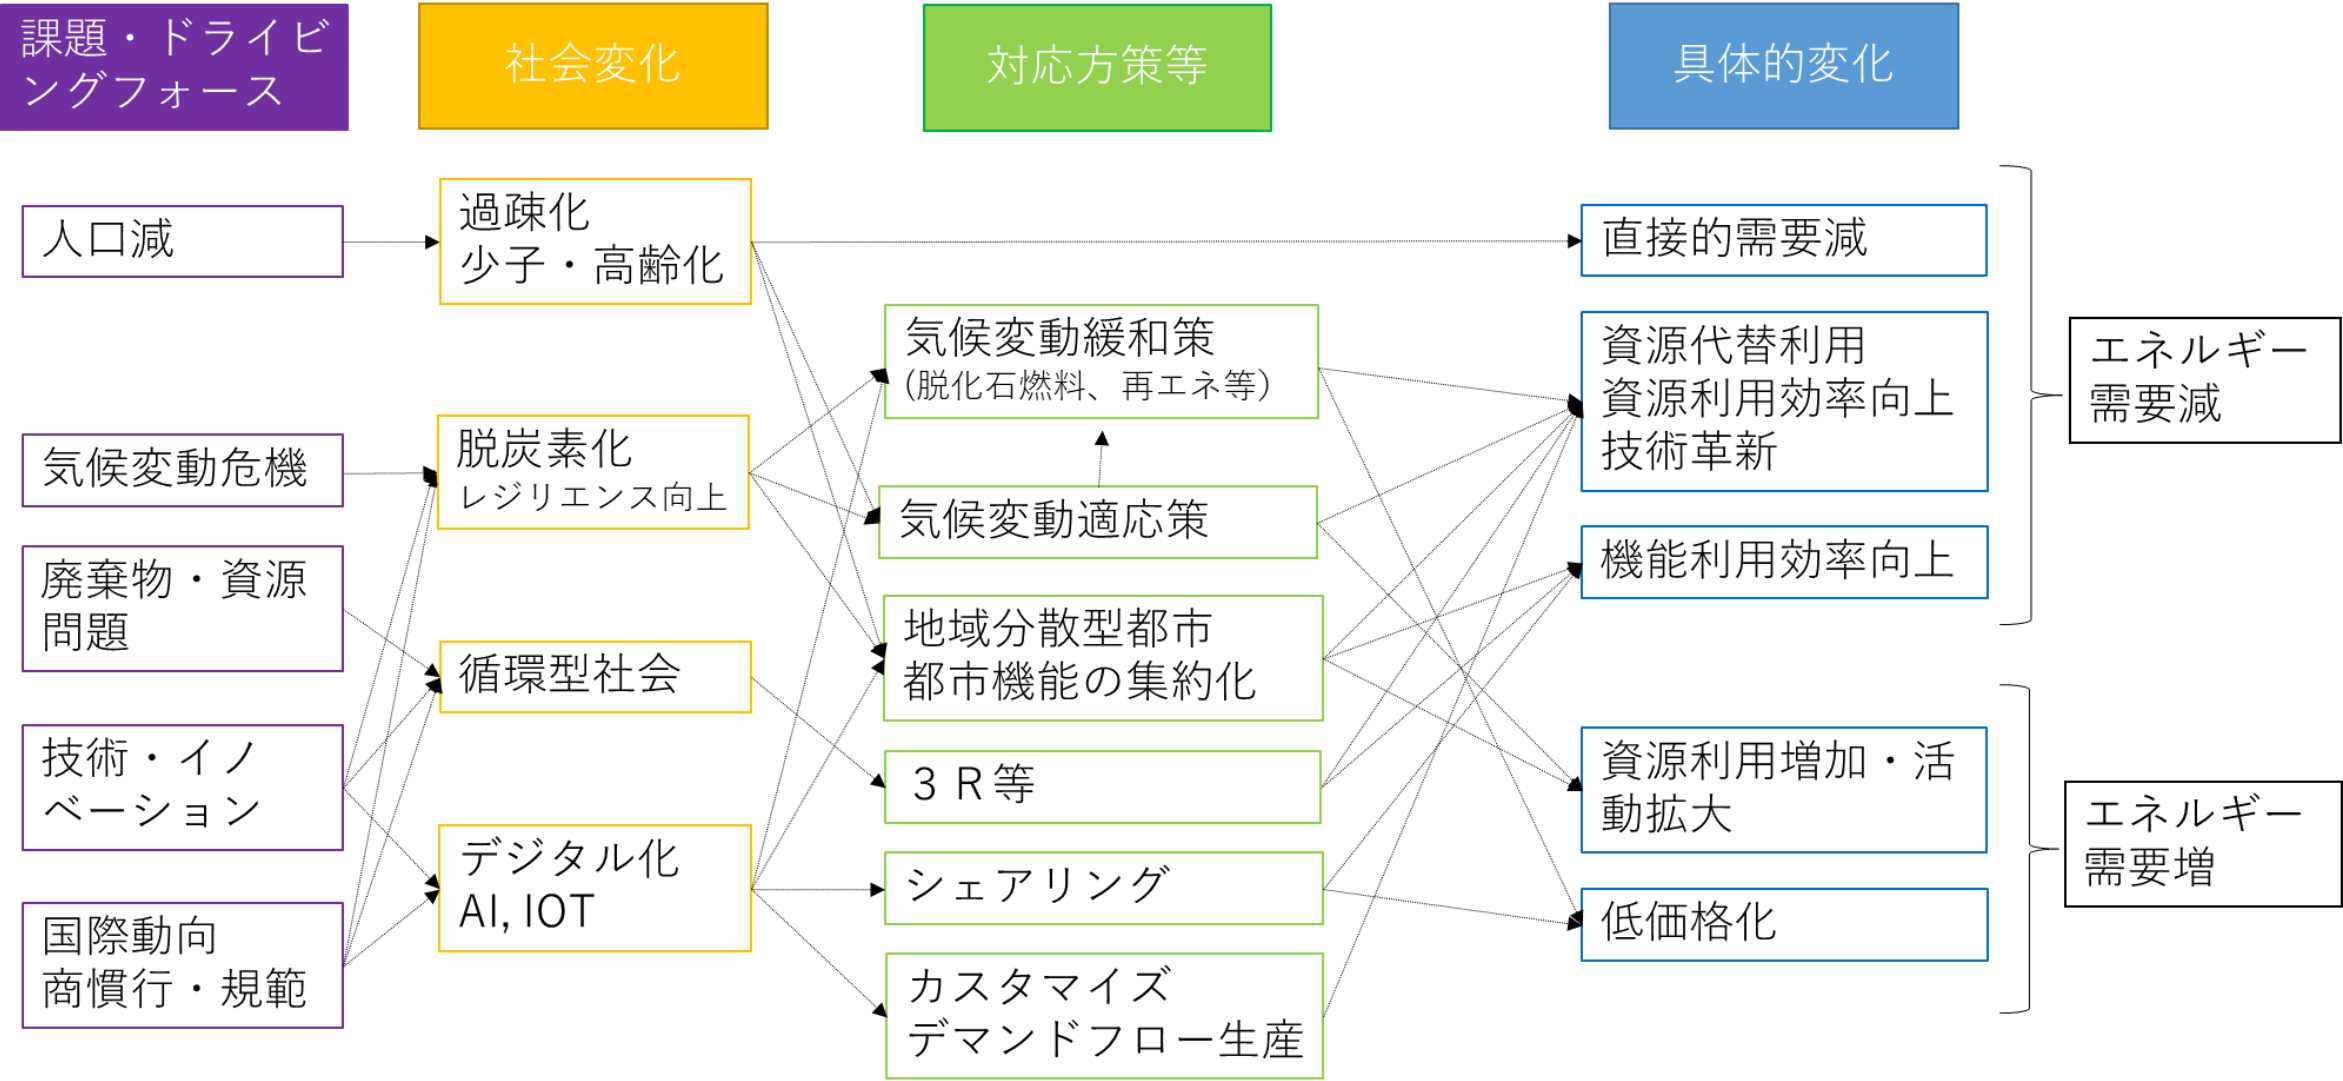 課題・ドライビ
ングフォース
社会変化
対応方策等
具体的変化
人口減
気候変動危機
廃棄物・資源
問題
技術・イノ
ベーション
国際動向
商慣行・規範
過疎化
少子・高齢化
脱炭素化
レジリエンス向上
循環型社会
デジタル化
AI, IOT
気候変動緩和策
(脱化石燃料、再エネ等)
気候変動適応策
地域分散型都市
都市機能の集約化
３Ｒ等
シェアリング
カスタマイズ
デマンドフロー生産
直接的需要減
資源代替利用
資源利用効率向上
技術革新
機能利用効率向上
資源利用増加・活
動拡大
低価格化
エネルギー
需要減
エネルギー
需要増